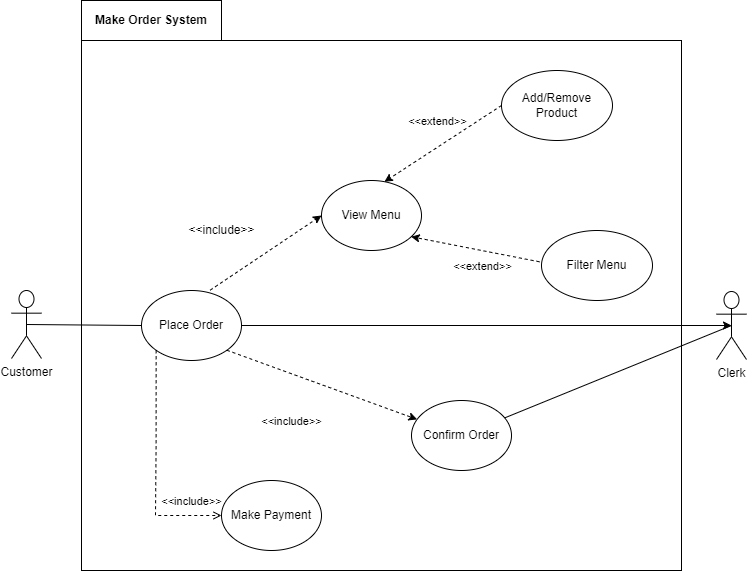 Make Order System
Add/Remove
Product
<<extend>>
View Menu
<<include>>
<<extend>>
Filter Menu
Place Order
Customer
Clerk
<<include>>
Confirm Order
<<include>>
Make Payment